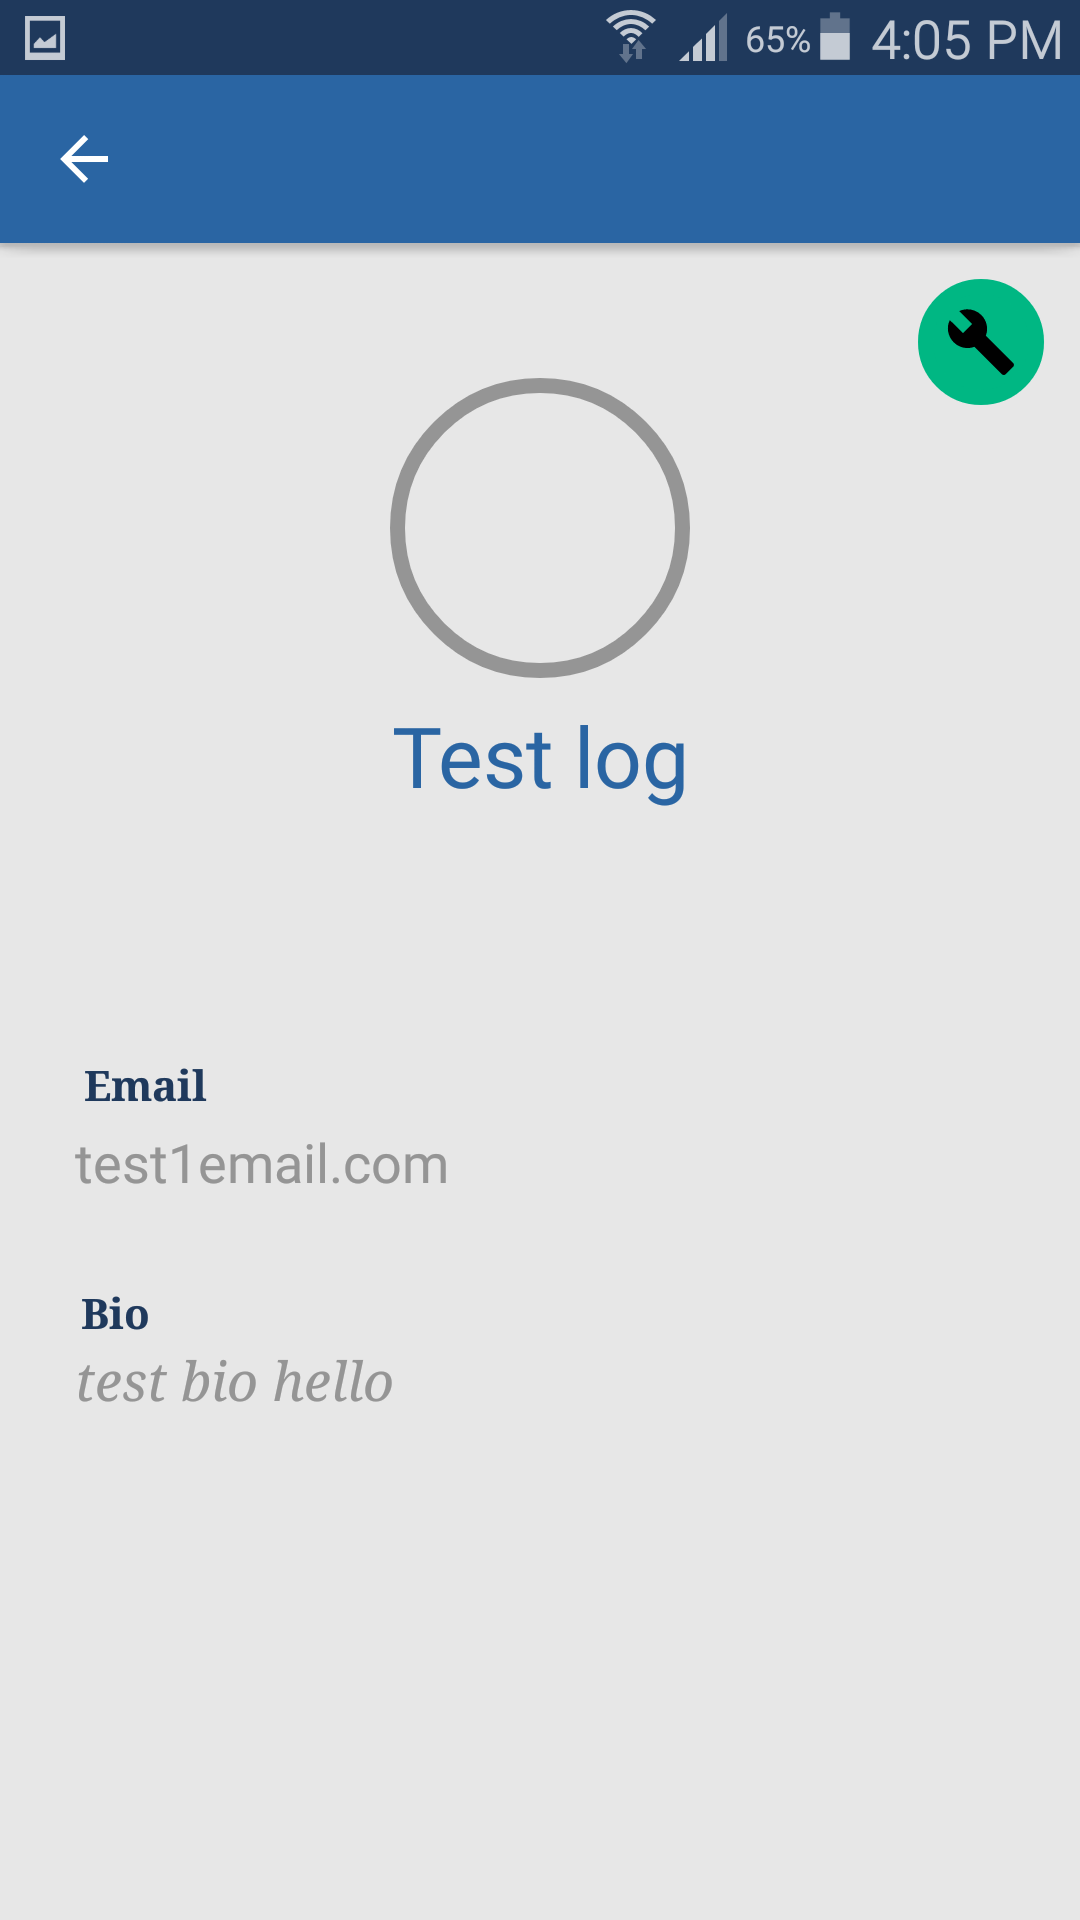 65% 4:05 PM
Test log
Email
test1email.com
Bio
test bio hello